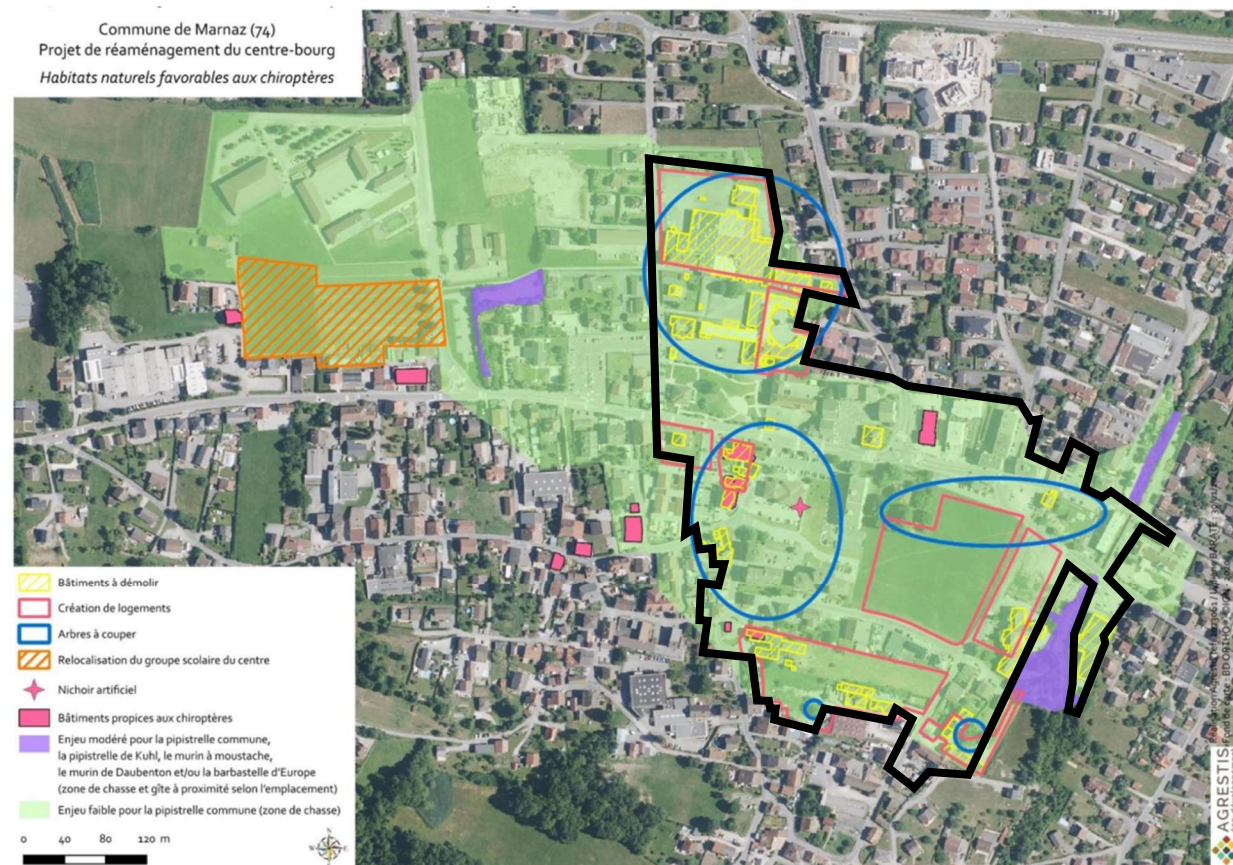 Commune de Marnaz (74)
Projet de réaménagement du centre-bourg
Habitats naturels favorables aux chiroptères
Bâtiments à démolir
Création de logements
Arbres à couper
Relocalisation du groupe scolaire du centre
Nichoir artificiel
Bâtiments propices aux chiroptères
Enjeu modéré pour la pipistrelle commune,
la pipistrelle de Kuhl, le murin à moustache,
le murin de Daubenton et/ou la barbastelle d'Europe
(zone de chasse et gîte à proximité selon l'emplacement)
Enjeu faible pour la pipistrelle commune (zone de chasse)
0 40 80 120 m
AGRESTIS